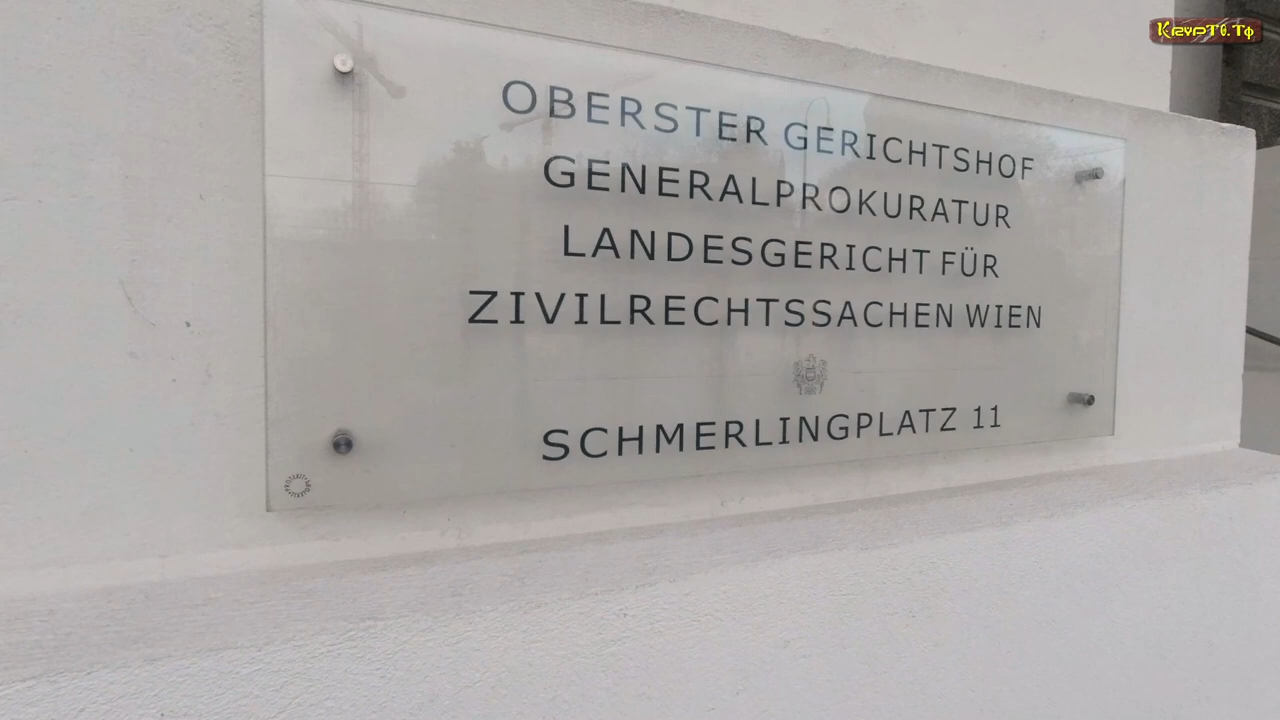 OBERSTER GERICHTSHOF
GENERALPROKURATUR
LANDESGERICHT FÜR
ZIVILRECHTSSACHEN WIEN
SCHMERLINGPLATZ 11